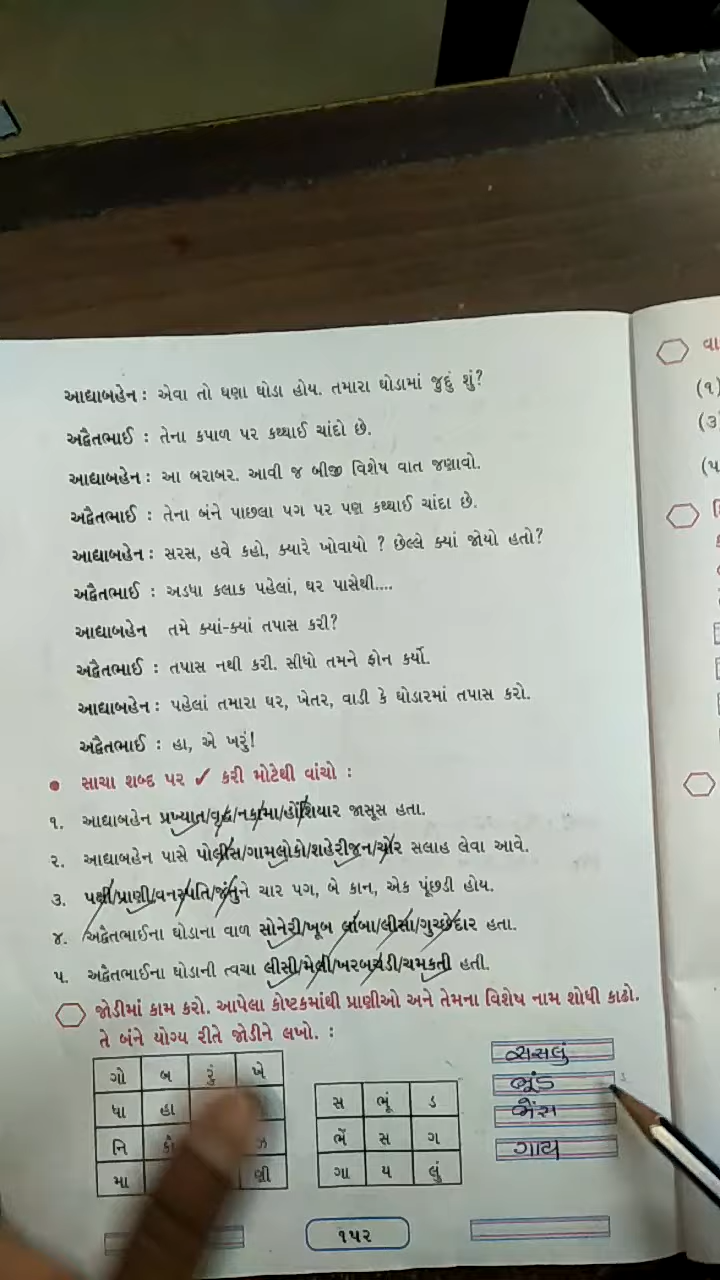 આદ્યાબહેન : એવા તો ઘણા ઘોડા હોય. તમારા ઘોડામાં જુદું શું?
અદ્વૈતભાઈ : તેના કપાળ પર કથ્થાઈ ચાંદો છે.
આદ્યાબહેન : આ બરાબર. આવી જ બીજી વિશેષ વાત જણાવો.
અદ્વૈતભાઈ : તેના બંને પાછલા પગ પર પણ કથ્થાઈ ચાંદા છે.
આદ્યાબહેન : સરસ, હવે કહો, ક્યારે ખોવાયો ? છેલ્લે ક્યાં જોયો હતો?
અદ્વૈતભાઈ : અડધા કલાક પહેલાં, ઘર પાસેથી....
આદ્યાબહેન તમે ક્યાં-ક્યાં તપાસ કરી?
અદ્વૈતભાઈ : તપાસ નથી કરી. સીધો તમને ફોન કર્યો.
આદ્યાબહેન : પહેલાં તમારા ઘર, ખેતર, વાડી કે ઘોડારમાં તપાસ કરો.
અદ્વૈતભાઈ : હા, એ ખરું!
• સાચા શબ્દ પર ✓ કરી મોટેથી વાંચો :
૧. આદ્યાબહેન પ્રખ્યાત/વૃદ્ધ/નકામા/હોંશિયાર જાસૂસ હતા.
૨. આદ્યાબહેન પાસે પોલીસ/ગામલોકો/શહેરીજન/ચોર સલાહ લેવા આવે.
૩. પક્ષી/પ્રાણી/વનસ્પતિ/જંતુને ચાર પગ, બે કાન, એક પૂંછડી હોય.
૪. અદ્વૈતભાઈના ઘોડાના વાળ સોનેરી/ખૂબ લાંબા/લીસા/ગુચ્છેદાર હતા.
૫. અદ્વૈતભાઈના ઘોડાની ત્વચા લીસી/મેલી/ખરબચડી/ચમકતી હતી.
જોડીમાં કામ કરો. આપેલા કોષ્ટકમાંથી પ્રાણીઓ અને તેમના વિશેષ નામ શોધી કાઢો.
તે બંને યોગ્ય રીતે જોડીને લખો. :
ગો બ રું ખે
ધા હા
નિ
મા ણી
સ ભૂં ડ
ભેં સ ગ
ગા ય લું
સસલું
ભૂંડ
ભેંસ
ગાય
૧૫૨
વા
(૧)
(૩)
(૫